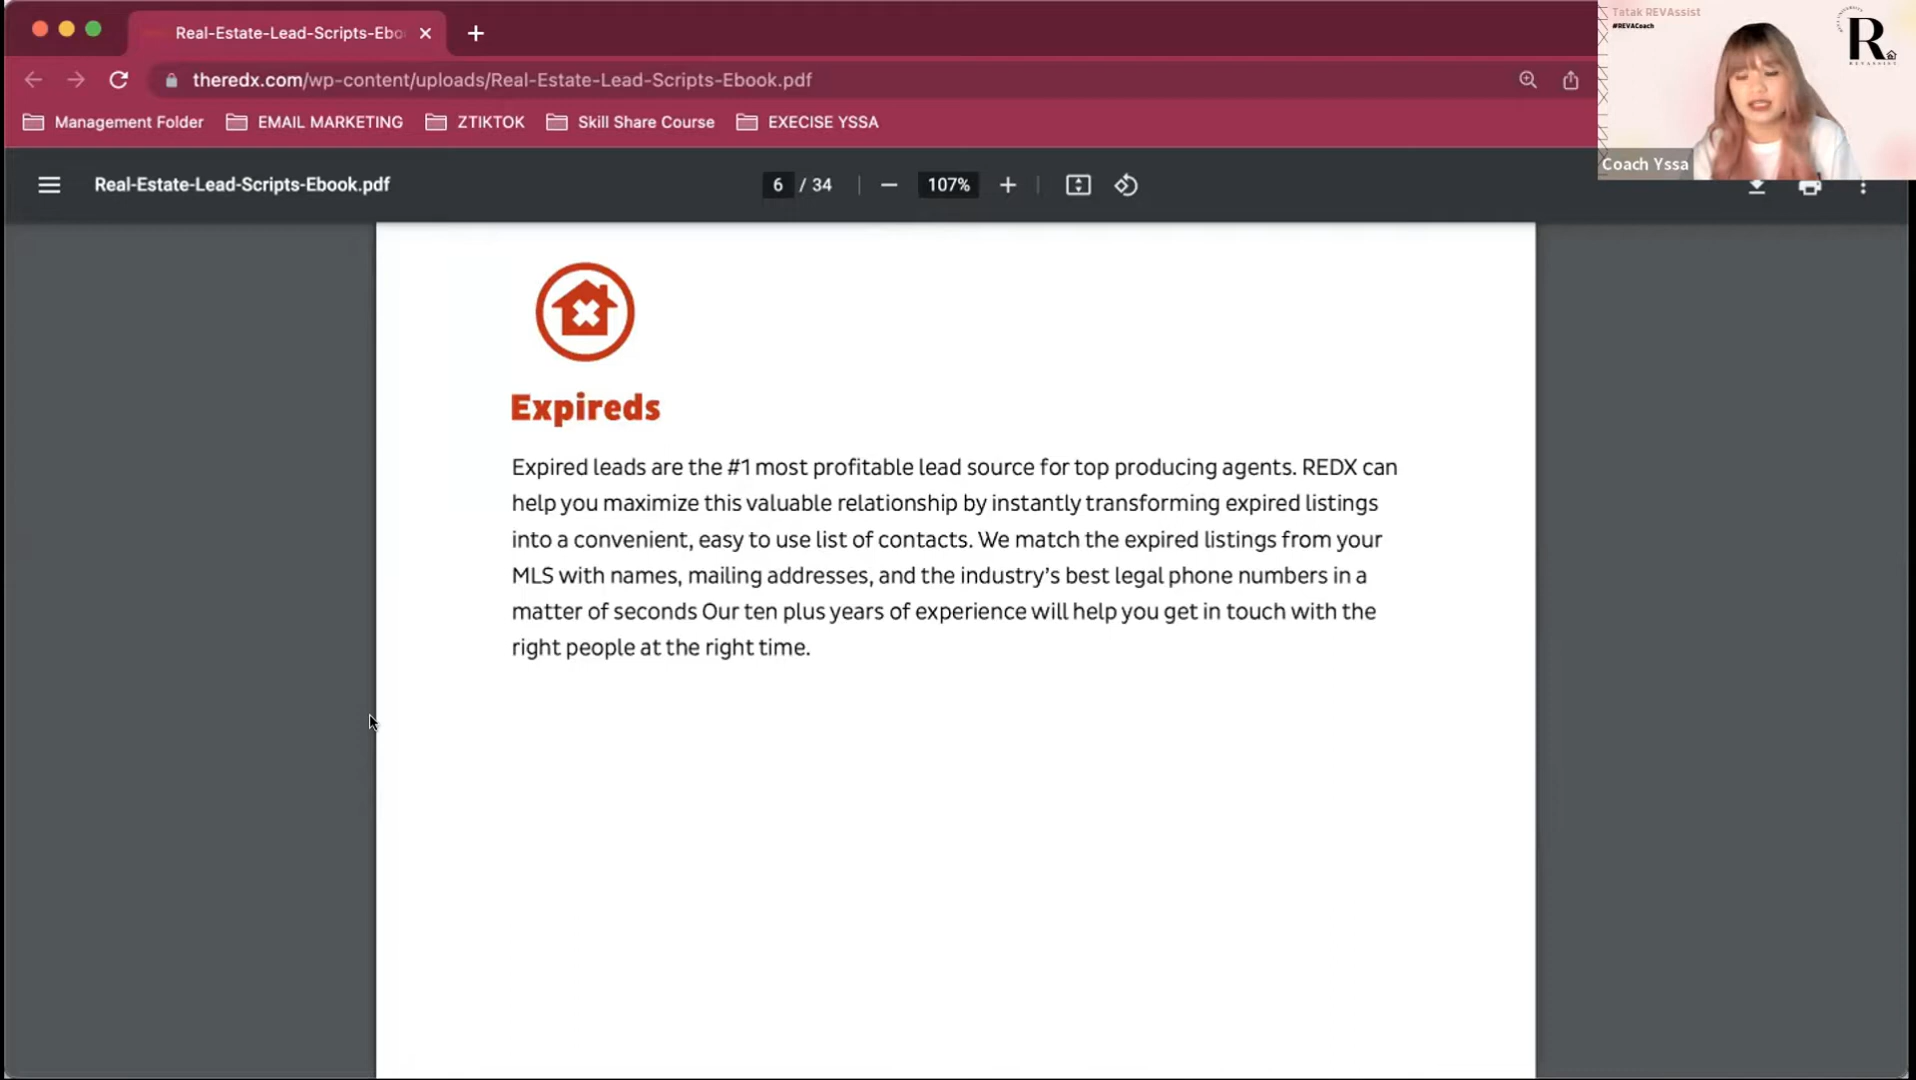 Real-Estate-Lead-Scripts-Ebo
Tatak REVAssist
#REVACoach
R
theredx.com/wp-content/uploads/Real-Estate-Lead-Scripts-Ebook.pdf
Management Folder
EMAIL MARKETING
ZTIKTOK
Skill Share Course
EXECISE YSSA
Coach Yssa
Real-Estate-Lead-Scripts-Ebook.pdf
6 / 34
107%
Expireds
Expired leads are the #1 most profitable lead source for top producing agents. REDX can
help you maximize this valuable relationship by instantly transforming expired listings
into a convenient, easy to use list of contacts. We match the expired listings from your
MLS with names, mailing addresses, and the industry’s best legal phone numbers in a
matter of seconds Our ten plus years of experience will help you get in touch with the
right people at the right time.